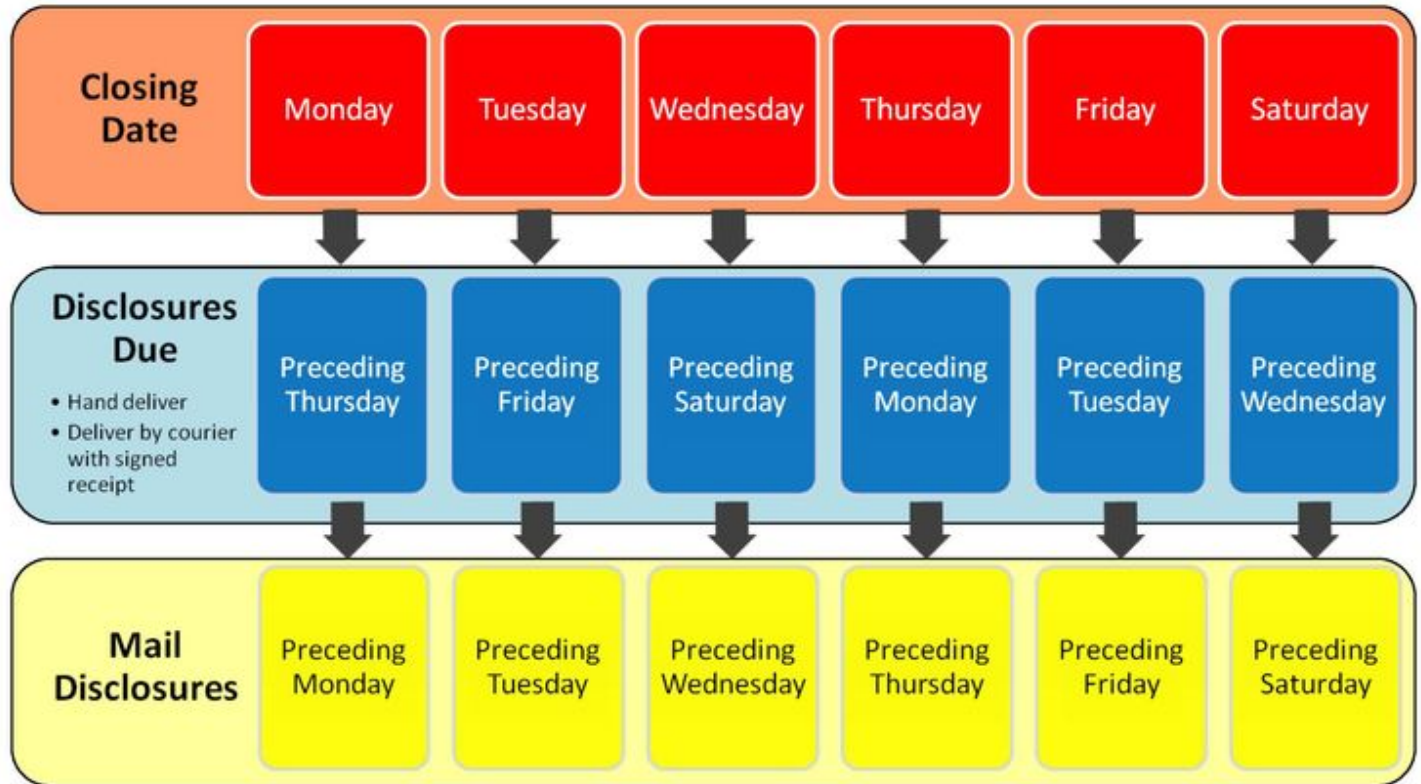 Closing
Date
Monday
Tuesday
Wednesday
Thursday
Friday
Saturday
Disclosures
Due
• Hand deliver
• Deliver by courier
with signed
receipt
Preceding
Thursday
Preceding
Friday
Preceding
Saturday
Preceding
Monday
Preceding
Tuesday
Preceding
Wednesday
Mail
Disclosures
Preceding
Monday
Preceding
Tuesday
Preceding
Wednesday
Preceding
Thursday
Preceding
Friday
Preceding
Saturday